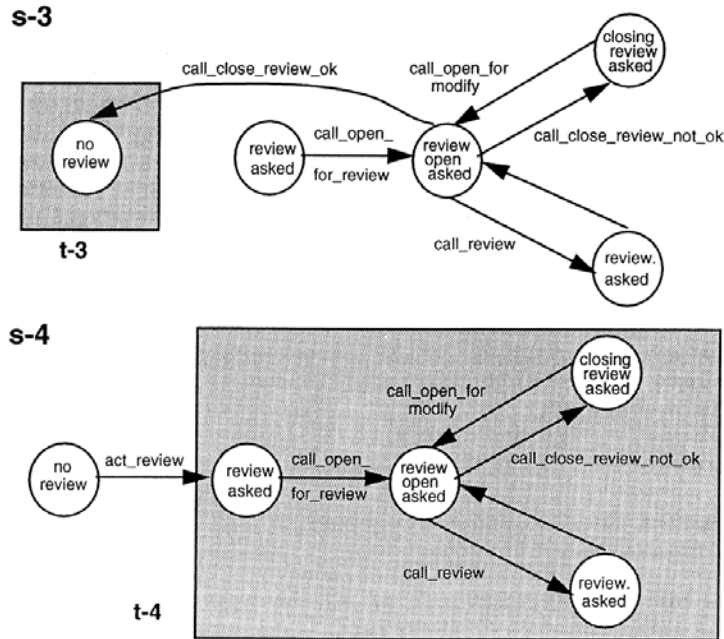 s-3
closing
review
asked
call_close_review_ok
call_open_for
modify
no
review
review
asked
call_open_
for_review
review
open
asked
call_close_review_not_ok
call_review
review.
asked
t-3
s-4
closing
review
asked
call_open_for
modify
no
review
act_review
review
asked
call_open_
for_review
review
open
asked
call_close_review_not_ok
call_review
review.
asked
t-4